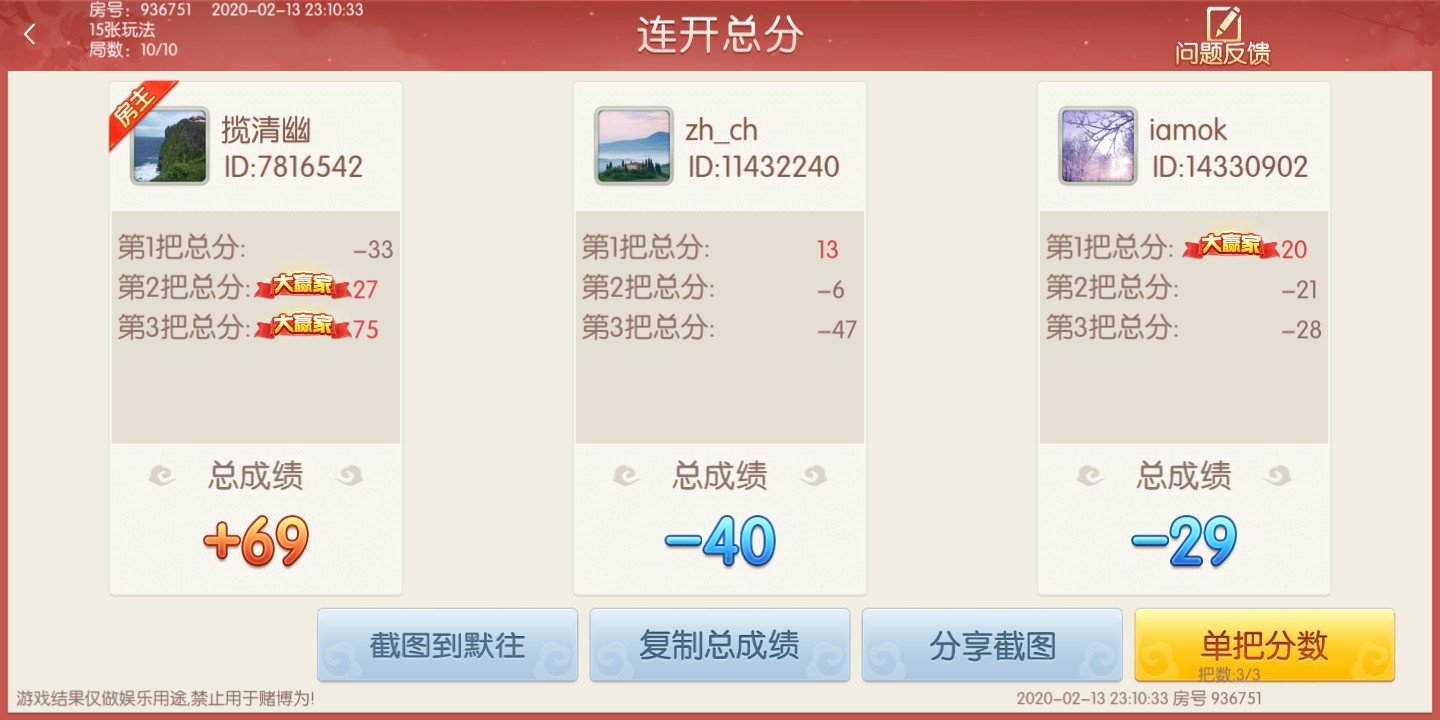 房号：936751 2020-02-13 23:10:33
15张玩法
局数：10/10
连开总分
问题反馈
房主
揽清幽
ID:7816542
第1把总分: -33
第2把总分: 大赢家 27
第3把总分: 大赢家 75
总成绩
+69
zh_ch
ID:11432240
第1把总分: 13
第2把总分: -6
第3把总分: -47
总成绩
-40
iamok
ID:14330902
第1把总分: 大赢家 20
第2把总分: -21
第3把总分: -28
总成绩
-29
截图到默往
复制总成绩
分享截图
单把分数
把数:3/3
游戏结果仅做娱乐用途,禁止用于赌博为!
2020-02-13 23:10:33 房号 936751